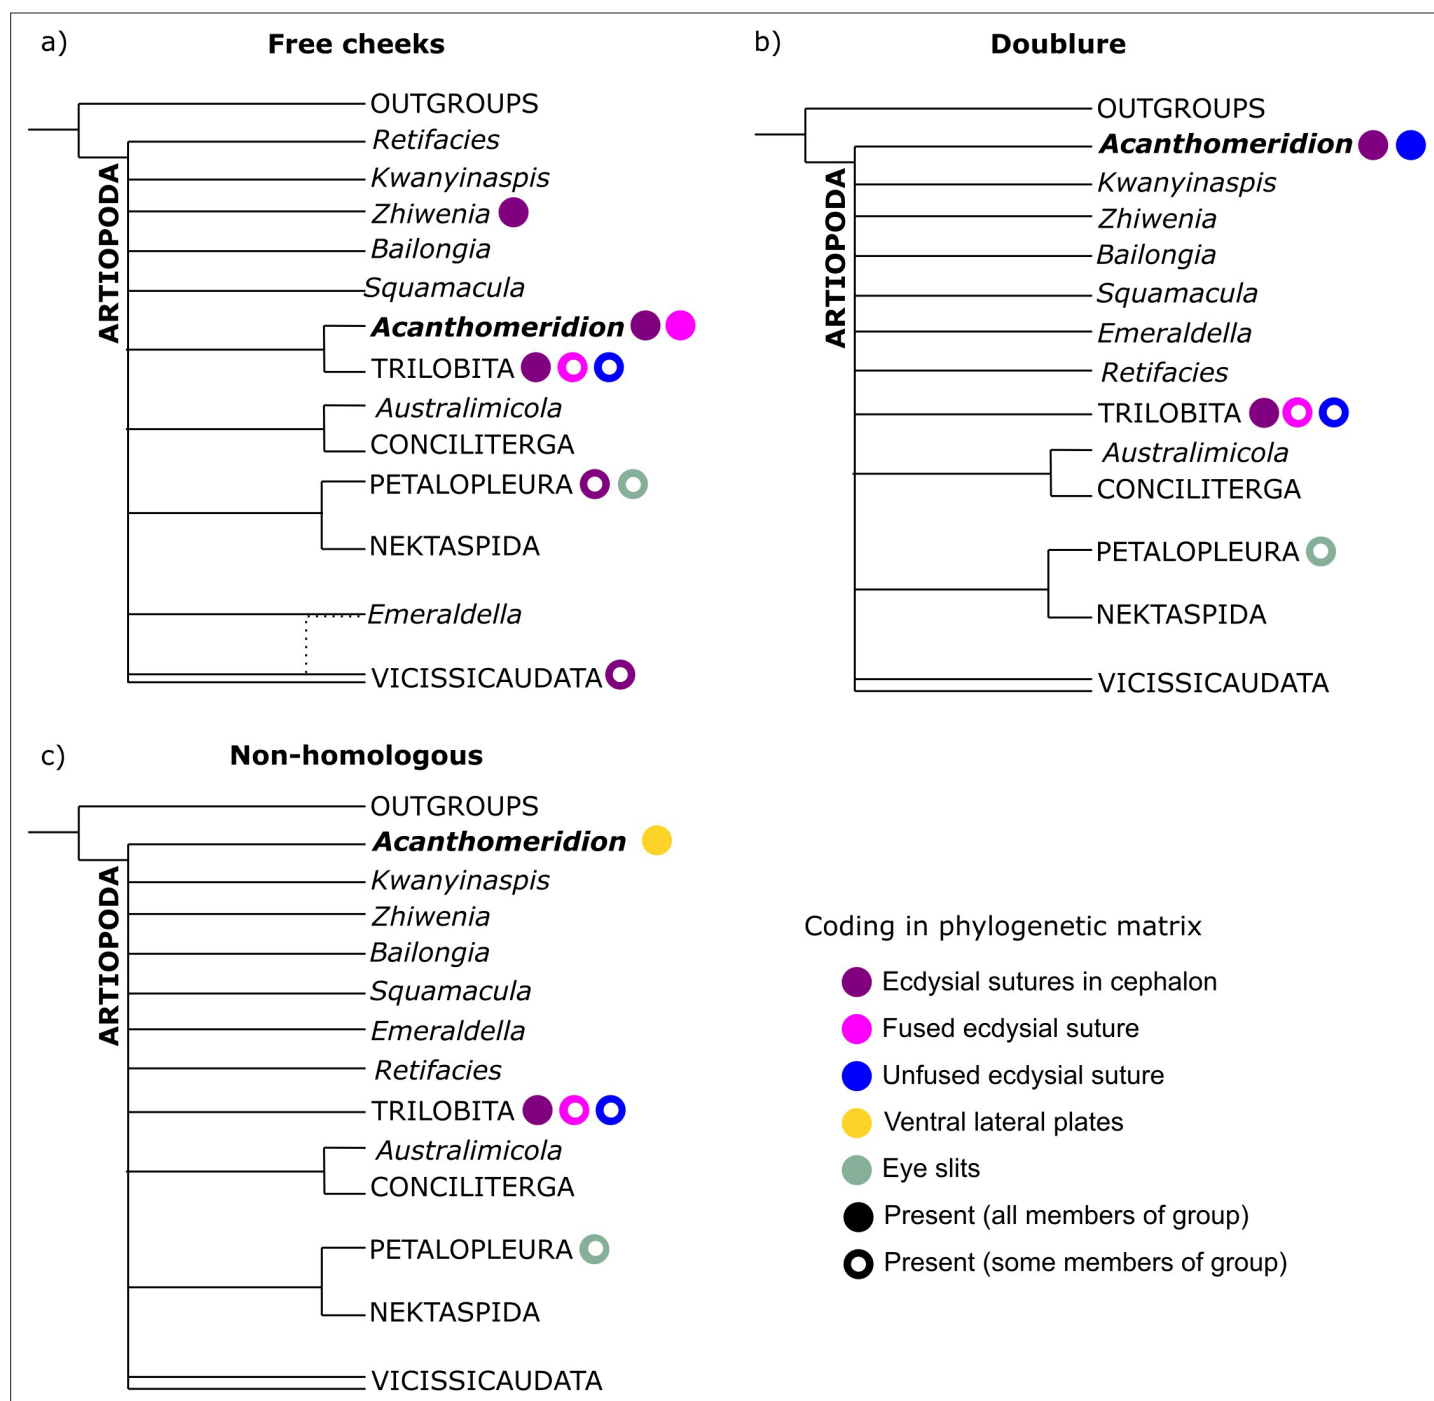 a)
Free cheeks
OUTGROUPS
Retifacies
Kwanyinaspis
Zhiwenia
Bailongia
Squamacula
Acanthomeridion
TRILOBITA
Australimicola
CONCILITERGA
PETALOPLEURA
NEKTASPIDA
Emeraldella
VICISSICAUDATA
ARTIOPODA
b)
Doublure
OUTGROUPS
Acanthomeridion
Kwanyinaspis
Zhiwenia
Bailongia
Squamacula
Emeraldella
Retifacies
TRILOBITA
Australimicola
CONCILITERGA
PETALOPLEURA
NEKTASPIDA
VICISSICAUDATA
ARTIOPODA
c)
Non-homologous
OUTGROUPS
Acanthomeridion
Kwanyinaspis
Zhiwenia
Bailongia
Squamacula
Emeraldella
Retifacies
TRILOBITA
Australimicola
CONCILITERGA
PETALOPLEURA
NEKTASPIDA
VICISSICAUDATA
ARTIOPODA
Coding in phylogenetic matrix
Ecdysial sutures in cephalon
Fused ecdysial suture
Unfused ecdysial suture
Ventral lateral plates
Eye slits
Present (all members of group)
Present (some members of group)